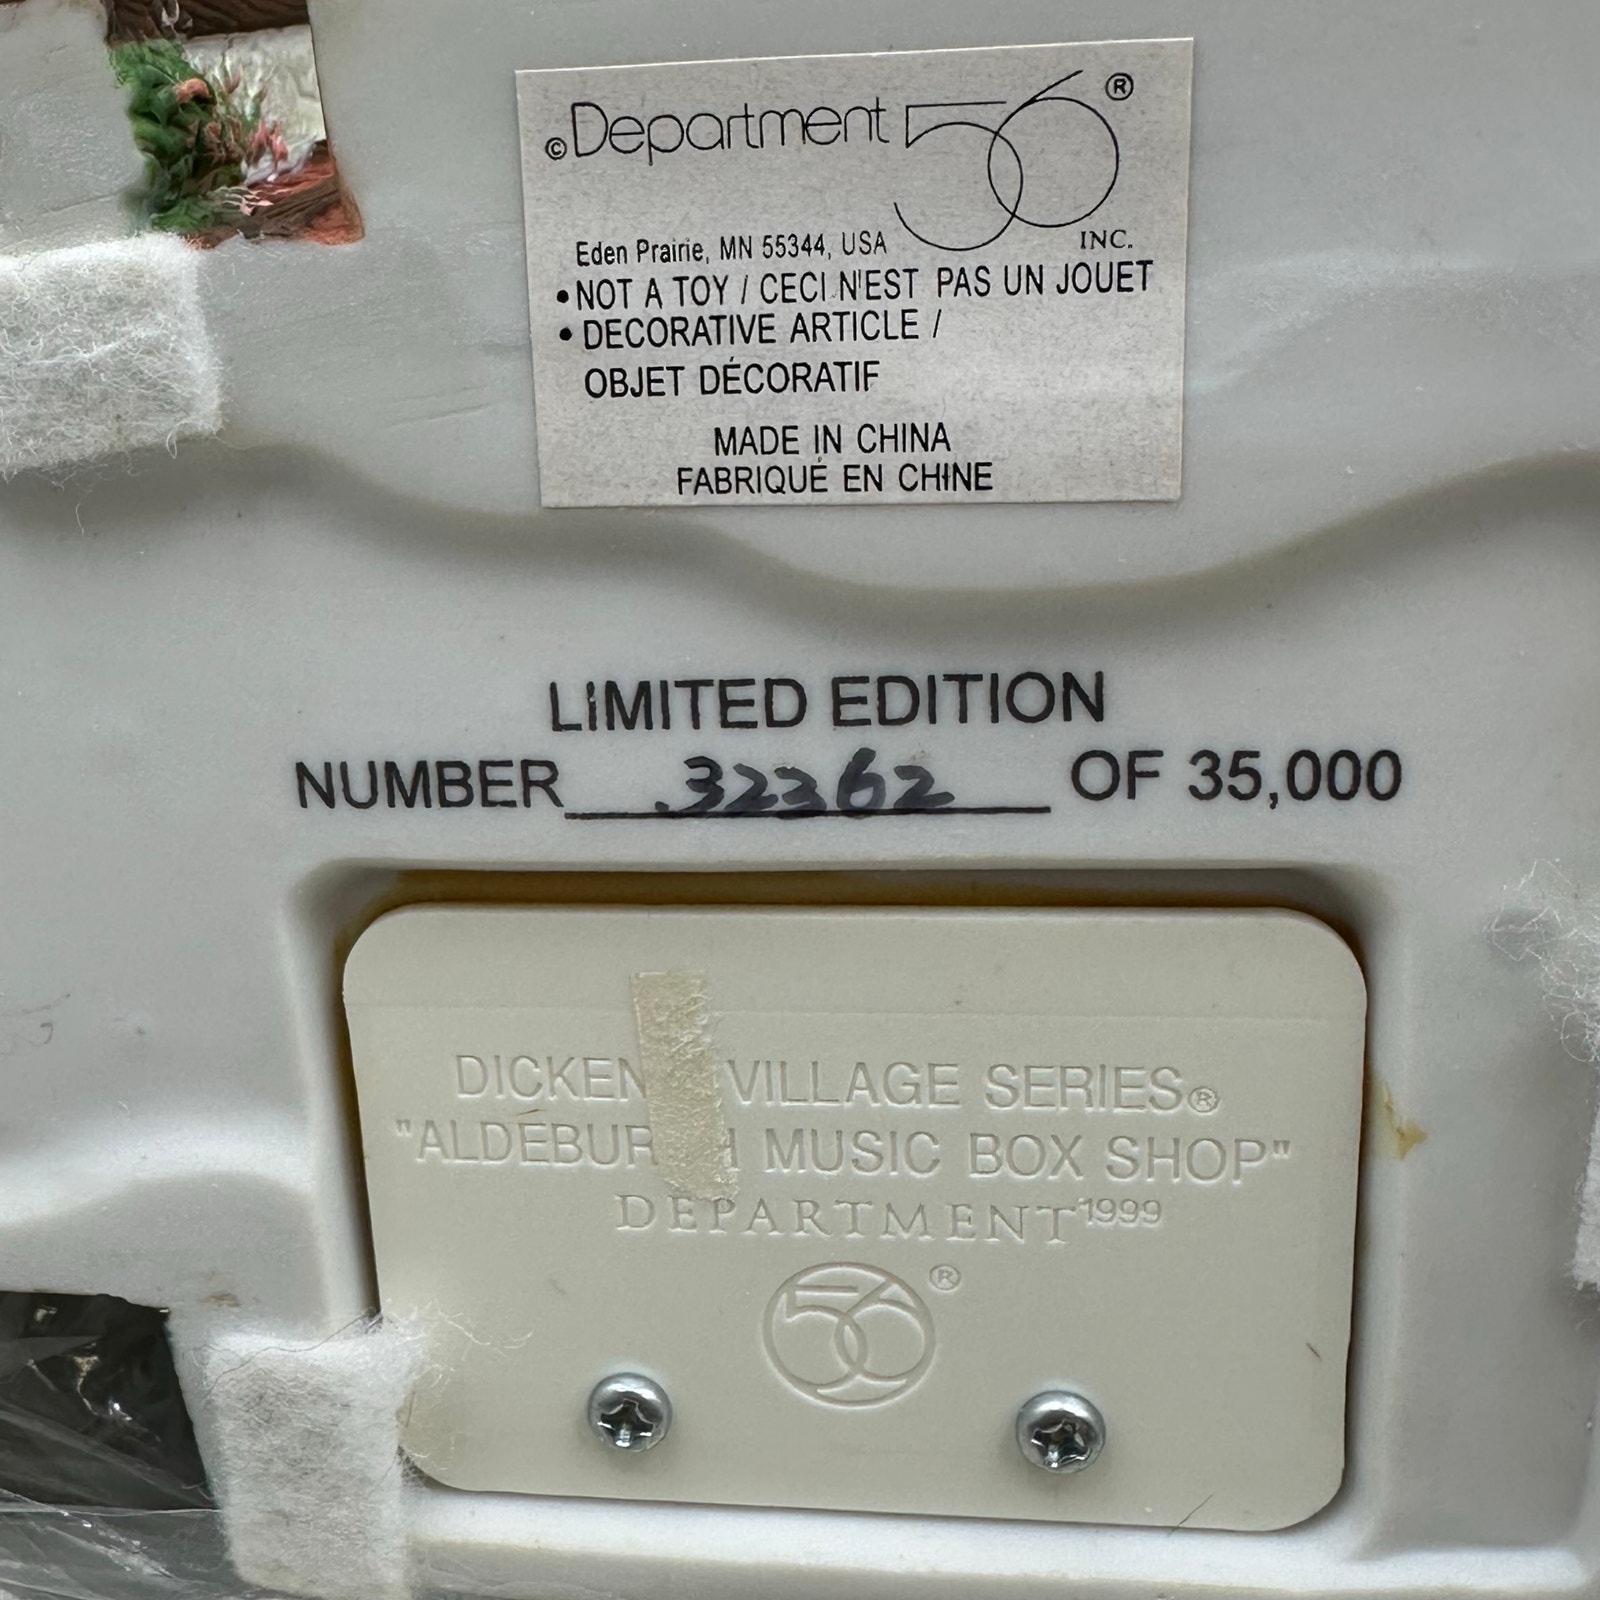 ©Department 56®
Eden Prairie, MN 55344, USA INC.
•NOT A TOY / CECI N'EST PAS UN JOUET
•DECORATIVE ARTICLE /
OBJET DÉCORATIF
MADE IN CHINA
FABRIQUÉ EN CHINE
LIMITED EDITION
NUMBER 32362 OF 35,000
DICKEN VILLAGE SERIES®
"ALDEBUR H MUSIC BOX SHOP"
DEPARTMENT 1999
56®